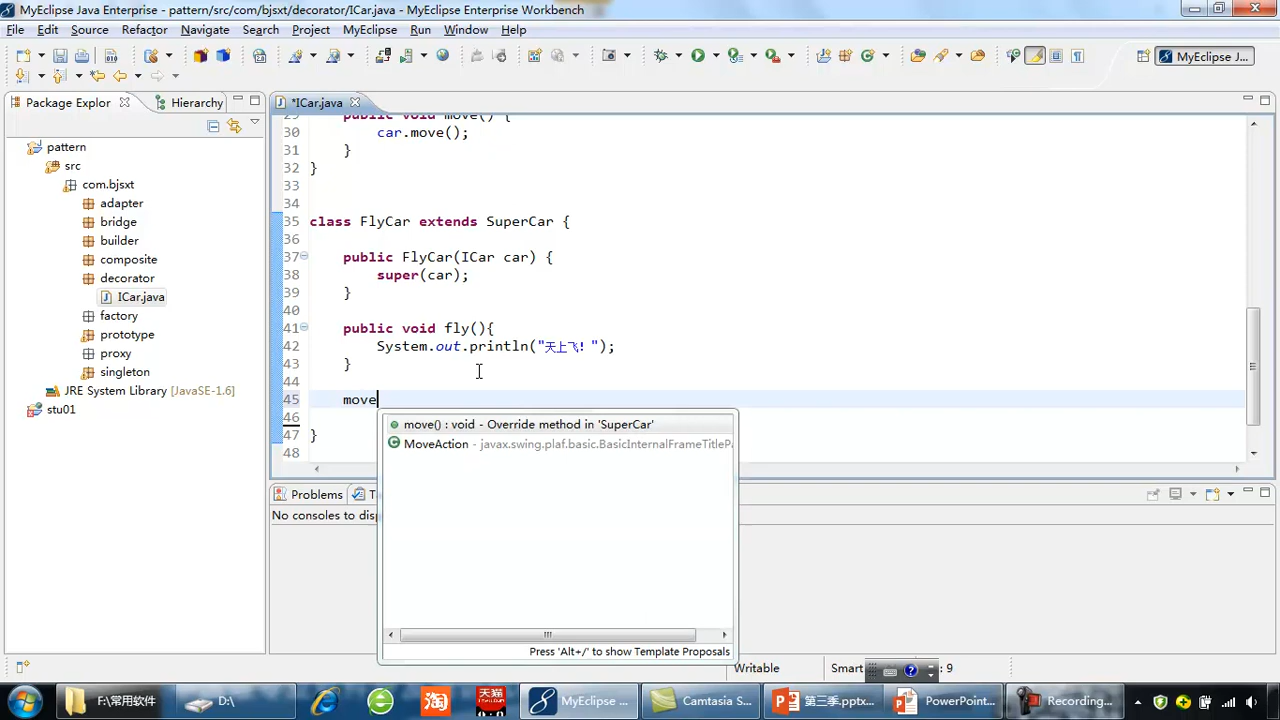 MyEclipse Java Enterprise - pattern/src/com/bjsxt/decorator/ICar.java - MyEclipse Enterprise Workbench
File Edit Source Refactor Navigate Search Project MyEclipse Run Window Help
MyEclipse J...
Package Explor
Hierarchy
*ICar.java
pattern
src
com.bjsxt
adapter
bridge
builder
composite
decorator
ICar.java
factory
prototype
proxy
singleton
JRE System Library [JavaSE-1.6]
stu01
29 public void move() {
30 car.move();
31 }
32 }
33
34
35 class FlyCar extends SuperCar {
36
37 public FlyCar(ICar car) {
38 super(car);
39 }
40
41 public void fly(){
42 System.out.println("天上飞！");
43 }
44
45 move
46
47 }
48
move() : void - Override method in 'SuperCar'
MoveAction - javax.swing.plaf.basic.BasicInternalFrameTitleP
Press 'Alt+/' to show Template Proposals
Problems
No consoles to disp
Writable
Smart
: 9
F:\常用软件
D:\
淘
天猫
TMALL.COM
MyEclipse ...
Camtasia S...
第三季.pptx...
PowerPoint...
Recording...